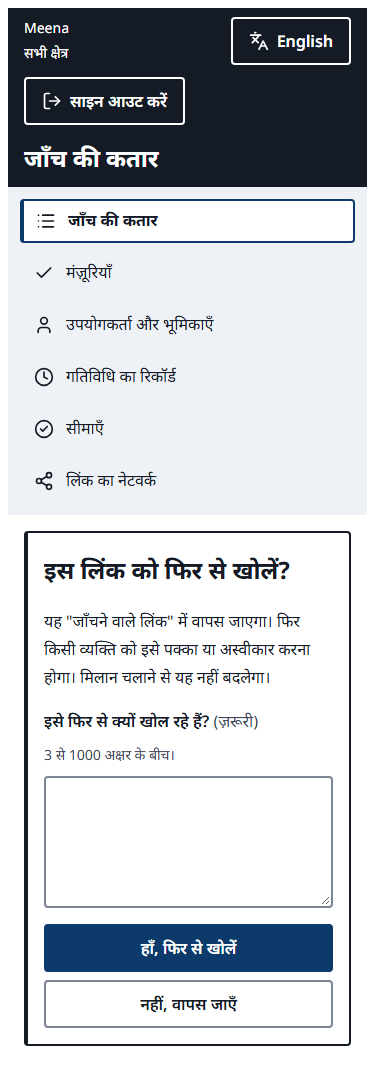 Meena
सभी क्षेत्र
English
साइन आउट करें
जाँच की कतार
जाँच की कतार
मंज़ूरियाँ
उपयोगकर्ता और भूमिकाएँ
गतिविधि का रिकॉर्ड
सीमाएँ
लिंक का नेटवर्क
इस लिंक को फिर से खोलें?
यह "जाँचने वाले लिंक" में वापस जाएगा। फिर
किसी व्यक्ति को इसे पक्का या अस्वीकार करना
होगा। मिलान चलाने से यह नहीं बदलेगा।
इसे फिर से क्यों खोल रहे हैं? (ज़रूरी)
3 से 1000 अक्षर के बीच।
हाँ, फिर से खोलें
नहीं, वापस जाएँ